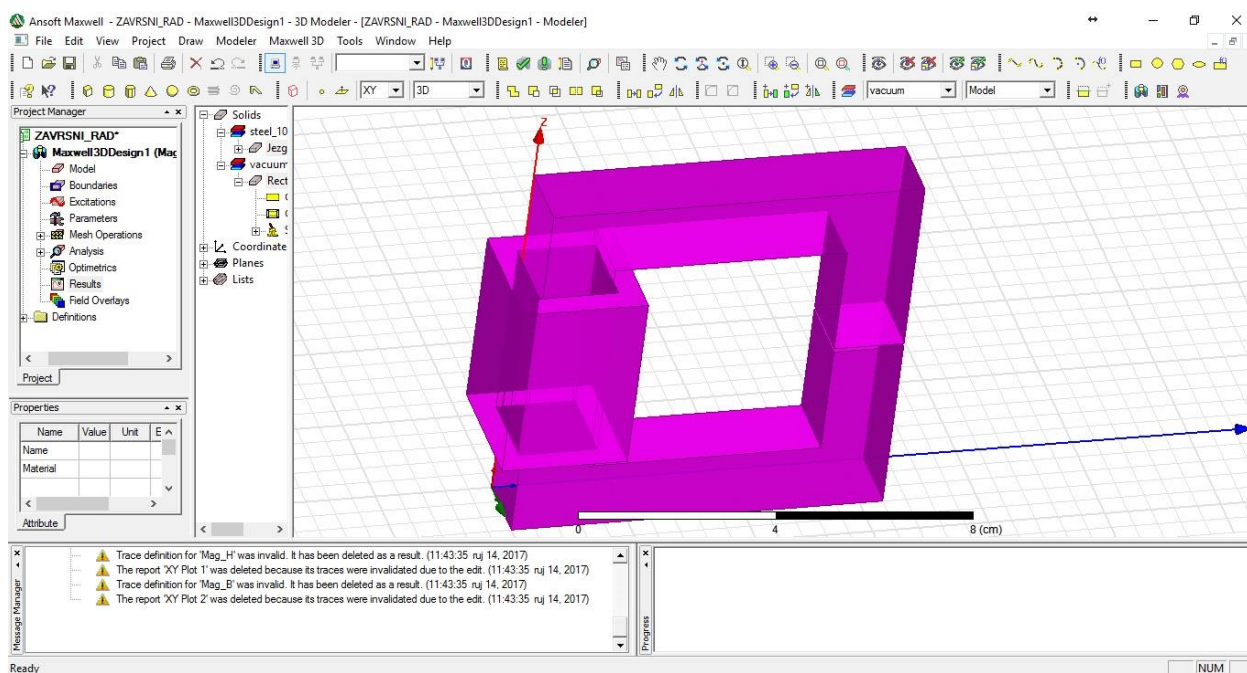 Ansoft Maxwell - ZAVRSNI_RAD - Maxwell3DDesign1 - 3D Modeler - [ZAVRSNI_RAD - Maxwell3DDesign1 - Modeler]
File Edit View Project Draw Modeler Maxwell 3D Tools Window Help
XY 3D vacuum Model
Project Manager
ZAVRSNI_RAD*
Maxwell3DDesign1 (Mag
Model
Boundaries
Excitations
Parameters
Mesh Operations
Analysis
Optimetrics
Results
Field Overlays
Definitions
Project
Solids
steel_10
Jezg
vacuum
Rect
Coordinate
Planes
Lists
Properties
Name Value Unit E
Name
Material
Attribute
Z
0 4 8 (cm)
Message Manager
Trace definition for 'Mag_H' was invalid. It has been deleted as a result. (11:43:35 ruj 14, 2017)
The report 'XY Plot 1' was deleted because its traces were invalidated due to the edit. (11:43:35 ruj 14, 2017)
Trace definition for 'Mag_B' was invalid. It has been deleted as a result. (11:43:35 ruj 14, 2017)
The report 'XY Plot 2' was deleted because its traces were invalidated due to the edit. (11:43:35 ruj 14, 2017)
Progress
Ready NUM